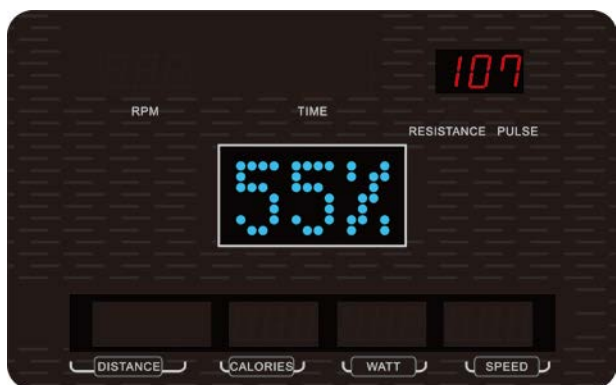 107
RPM TIME
RESISTANCE PULSE
55%
DISTANCE CALORIES WATT SPEED